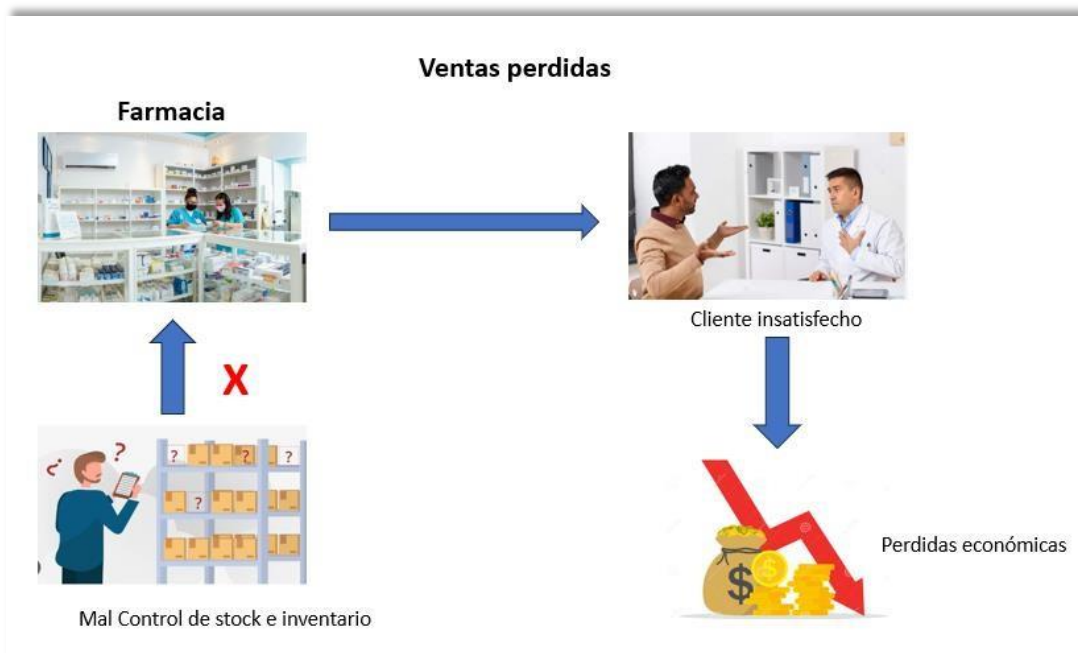 Ventas perdidas
Farmacia
Cliente insatisfecho
X
¿ ? ? ? ?
?
$ $
Perdidas económicas
Mal Control de stock e inventario